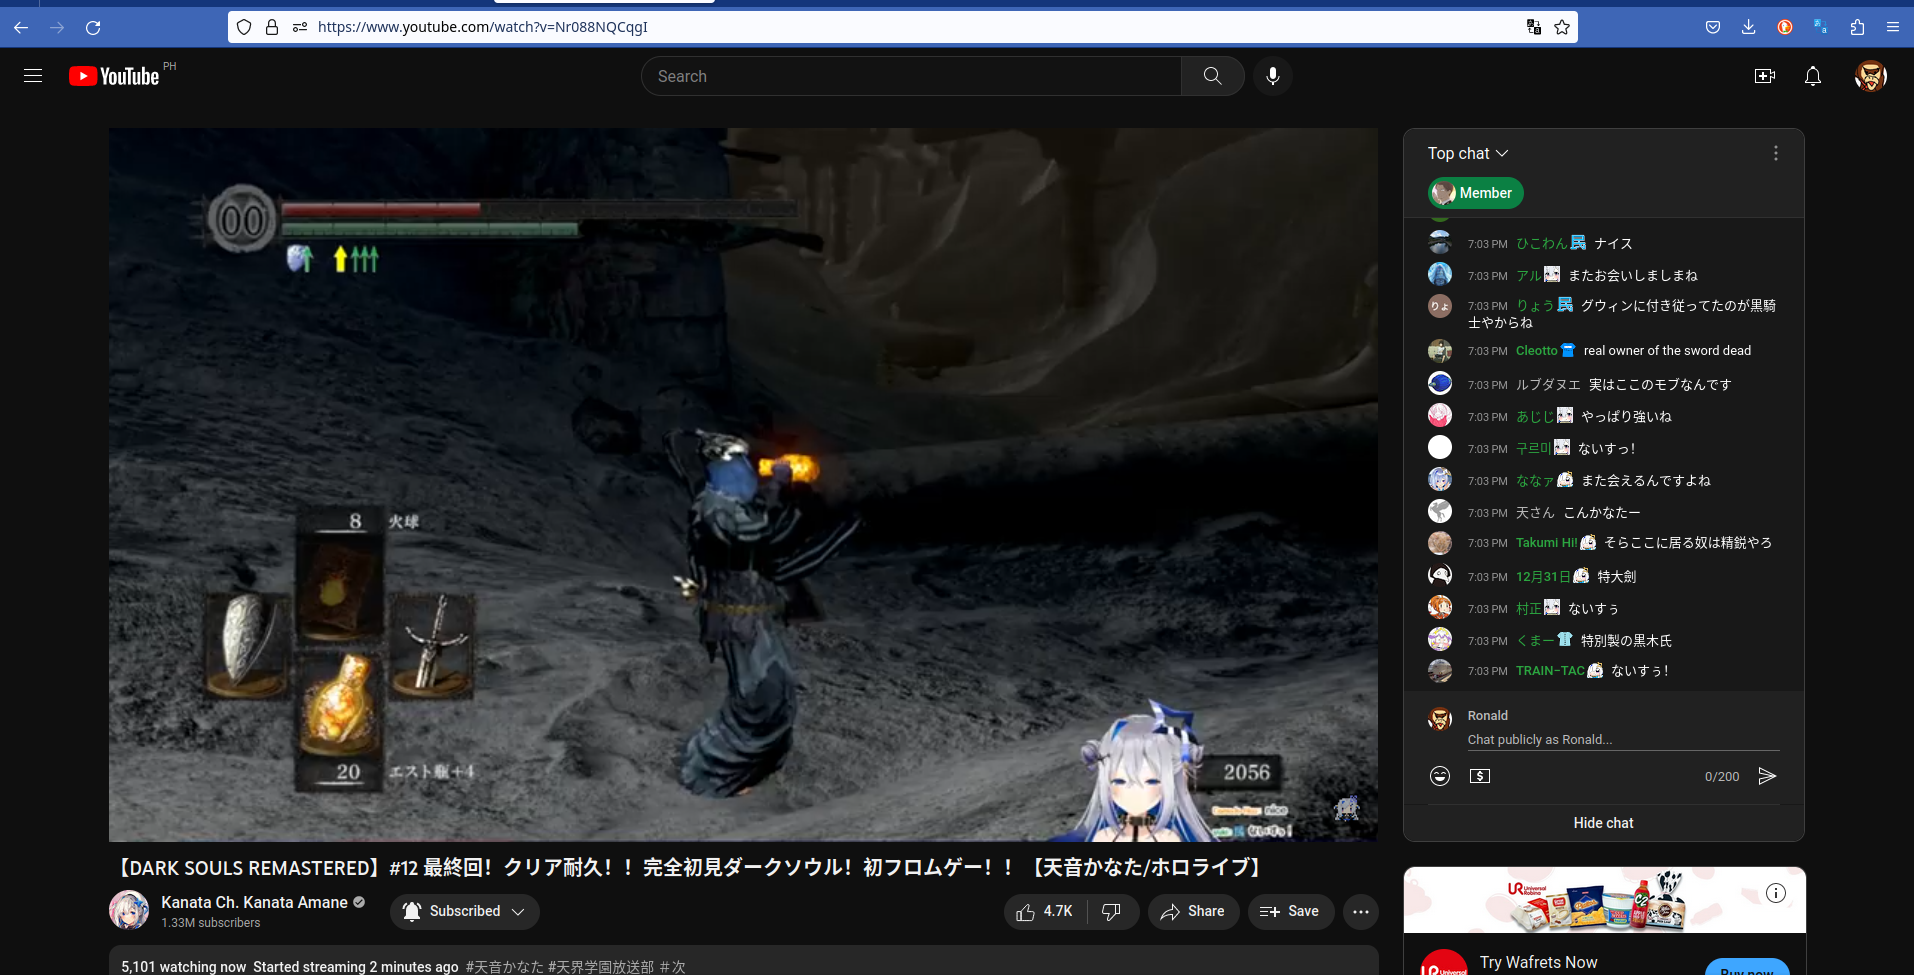 https://www.youtube.com/watch?v=Nr088NQCqgI
YouTube PH
Search
00
8 火球
20 エスト瓶+4
2056
nice
ないすぅ!
Top chat
Member
7:03 PM ひこわん ナイス
7:03 PM アル またお会いしましまね
7:03 PM りょう グウィンに付き従ってたのが黒騎
士やからね
りょ
7:03 PM Cleotto real owner of the sword dead
7:03 PM ルブダヌエ 実はここのモブなんです
7:03 PM あじじ やっぱり強いね
7:03 PM 구르미 ないすっ!
7:03 PM ななァ また会えるんですよね
7:03 PM 天さん こんかなたー
7:03 PM Takumi Hi! そらここに居る奴は精鋭やろ
7:03 PM 12月31日 特大剣
7:03 PM 村正 ないすぅ
7:03 PM くまー 特別製の黒木氏
7:03 PM TRAIN-TAC ないすぅ!
Ronald
Chat publicly as Ronald...
0/200
Hide chat
【DARK SOULS REMASTERED】#12 最終回！クリア耐久！！完全初見ダークソウル！初フロムゲー！！【天音かなた/ホロライブ】
Kanata Ch. Kanata Amane
1.33M subscribers
Subscribed
4.7K
Share
Save
5,101 watching now Started streaming 2 minutes ago #天音かなた #天界学園放送部 #次
UR Universal Robina
C2
Try Wafrets Now
Buy now
UR Universal